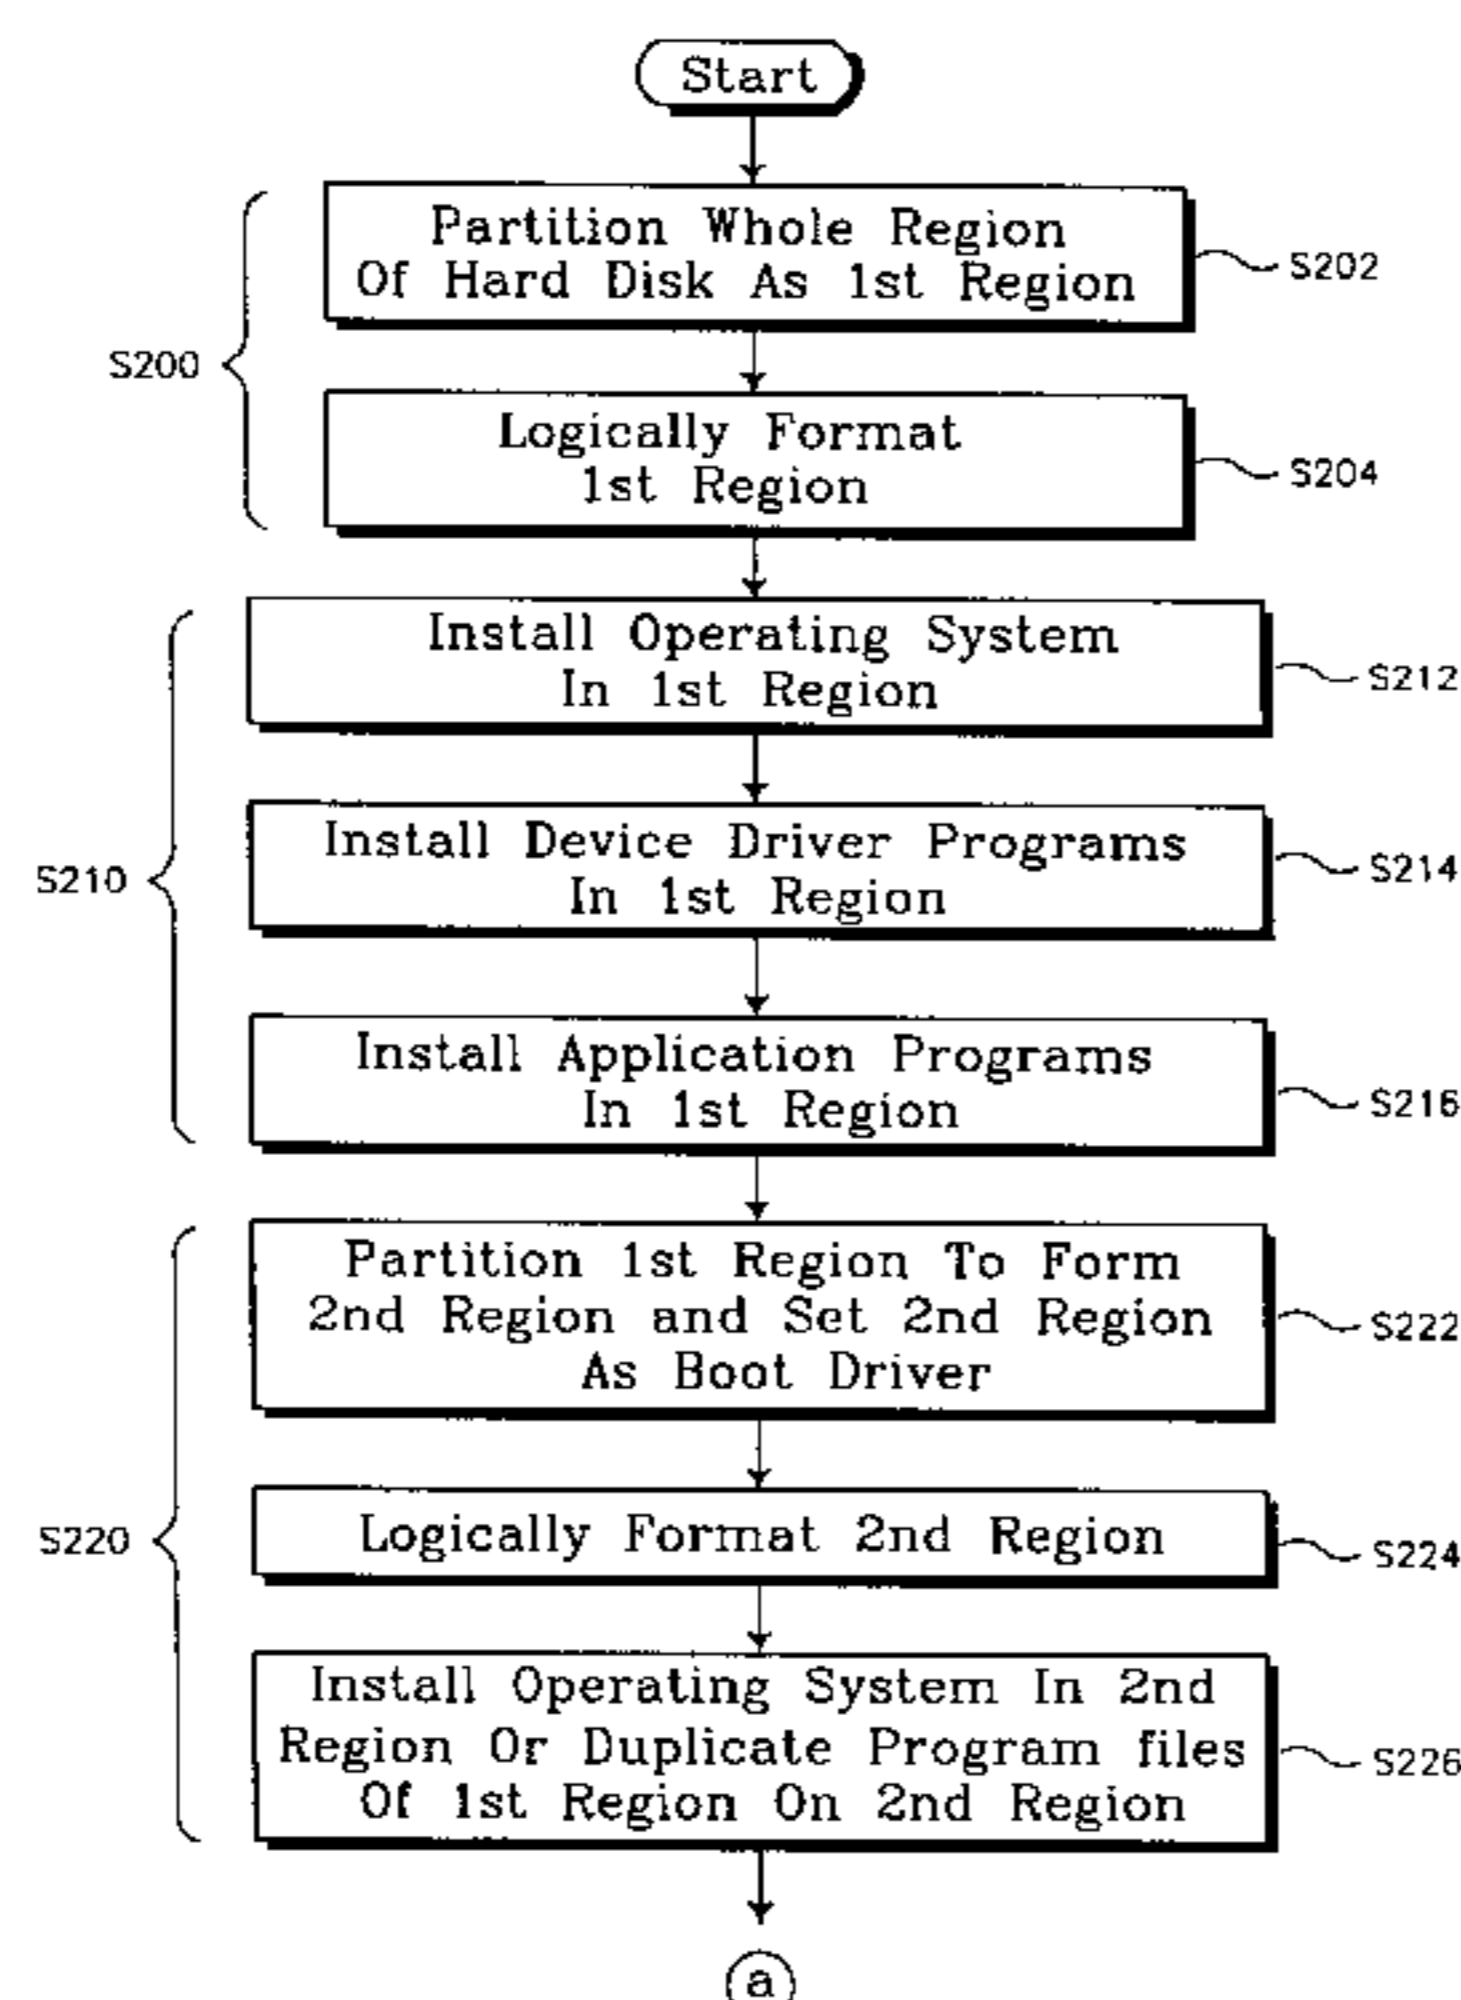 Start
Partition Whole Region
Of Hard Disk As 1st Region
S202
S200
Logically Format
1st Region
S204
Install Operating System
In 1st Region
S212
Install Device Driver Programs
In 1st Region
S214
S210
Install Application Programs
In 1st Region
S216
Partition 1st Region To Form
2nd Region and Set 2nd Region
As Boot Driver
S222
Logically Format 2nd Region
S224
S220
Install Operating System In 2nd
Region Or Duplicate Program files
Of 1st Region On 2nd Region
S226
a